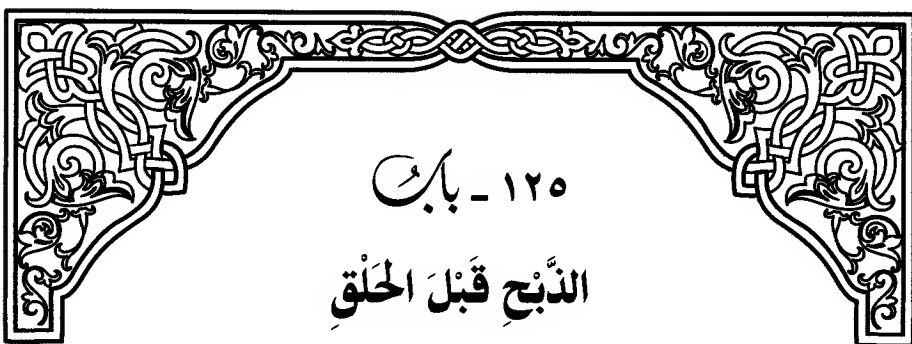 ١٢٥ - بابُ
الذَّبْحِ قَبْلَ الحَلْقِ